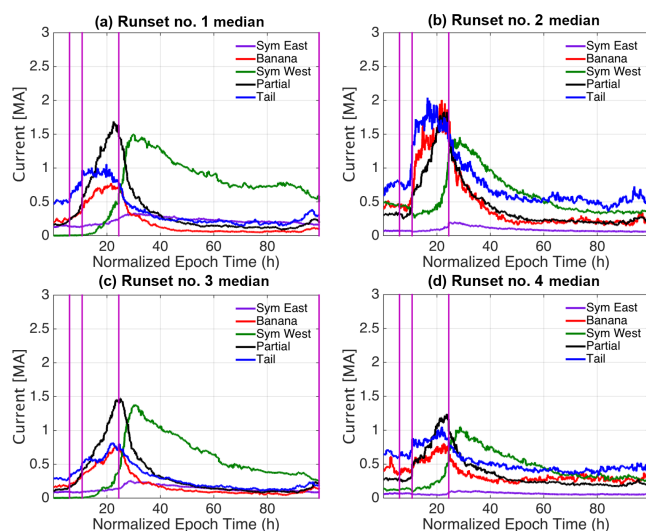 (a) Runset no. 1 median
Current [MA]
3
2.5
2
1.5
1
0.5
0
20
40
60
80
Normalized Epoch Time (h)
Sym East
Banana
Sym West
Partial
Tail
(b) Runset no. 2 median
Current [MA]
3
2.5
2
1.5
1
0.5
0
20
40
60
80
Normalized Epoch Time (h)
Sym East
Banana
Sym West
Partial
Tail
(c) Runset no. 3 median
Current [MA]
3
2.5
2
1.5
1
0.5
0
20
40
60
80
Normalized Epoch Time (h)
Sym East
Banana
Sym West
Partial
Tail
(d) Runset no. 4 median
Current [MA]
3
2.5
2
1.5
1
0.5
0
20
40
60
80
Normalized Epoch Time (h)
Sym East
Banana
Sym West
Partial
Tail